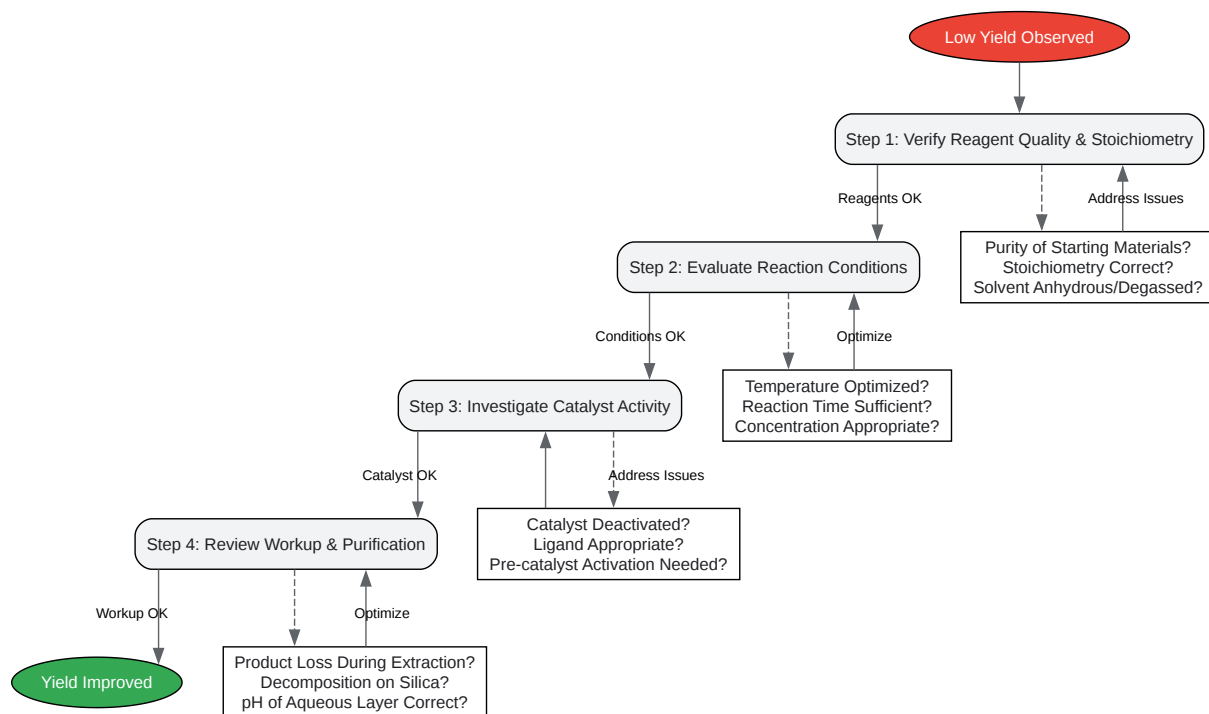 Low Yield Observed
Step 1: Verify Reagent Quality & Stoichiometry
Reagents OK
Address Issues
Purity of Starting Materials?
Stoichiometry Correct?
Solvent Anhydrous/Degassed?
Step 2: Evaluate Reaction Conditions
Conditions OK
Optimize
Temperature Optimized?
Reaction Time Sufficient?
Concentration Appropriate?
Step 3: Investigate Catalyst Activity
Catalyst OK
Address Issues
Catalyst Deactivated?
Ligand Appropriate?
Pre-catalyst Activation Needed?
Step 4: Review Workup & Purification
Workup OK
Optimize
Product Loss During Extraction?
Decomposition on Silica?
pH of Aqueous Layer Correct?
Yield Improved